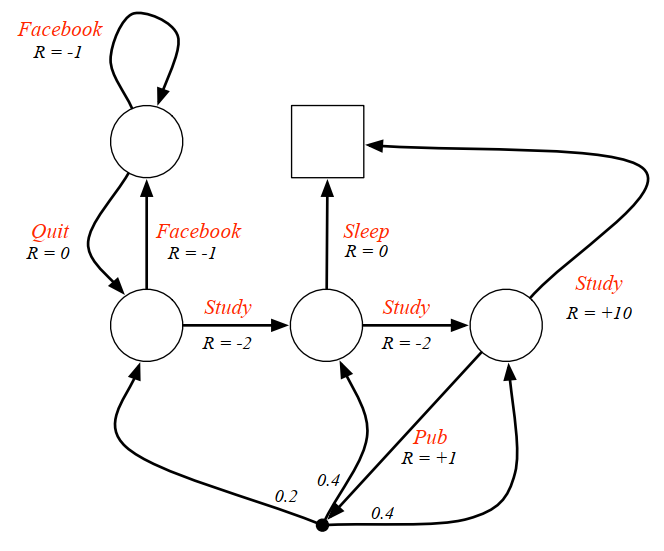 Facebook
R = -1
Quit
R = 0
Facebook
R = -1
Sleep
R = 0
Study
R = -2
Study
R = -2
Study
R = +10
Pub
R = +1
0.2
0.4
0.4